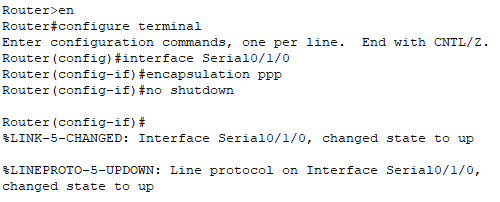 Router>en
Router#configure terminal
Enter configuration commands, one per line.  End with CNTL/Z.
Router(config)#interface Serial0/1/0
Router(config-if)#encapsulation ppp
Router(config-if)#no shutdown

Router(config-if)#
%LINK-5-CHANGED: Interface Serial0/1/0, changed state to up

%LINEPROTO-5-UPDOWN: Line protocol on Interface Serial0/1/0,
changed state to up